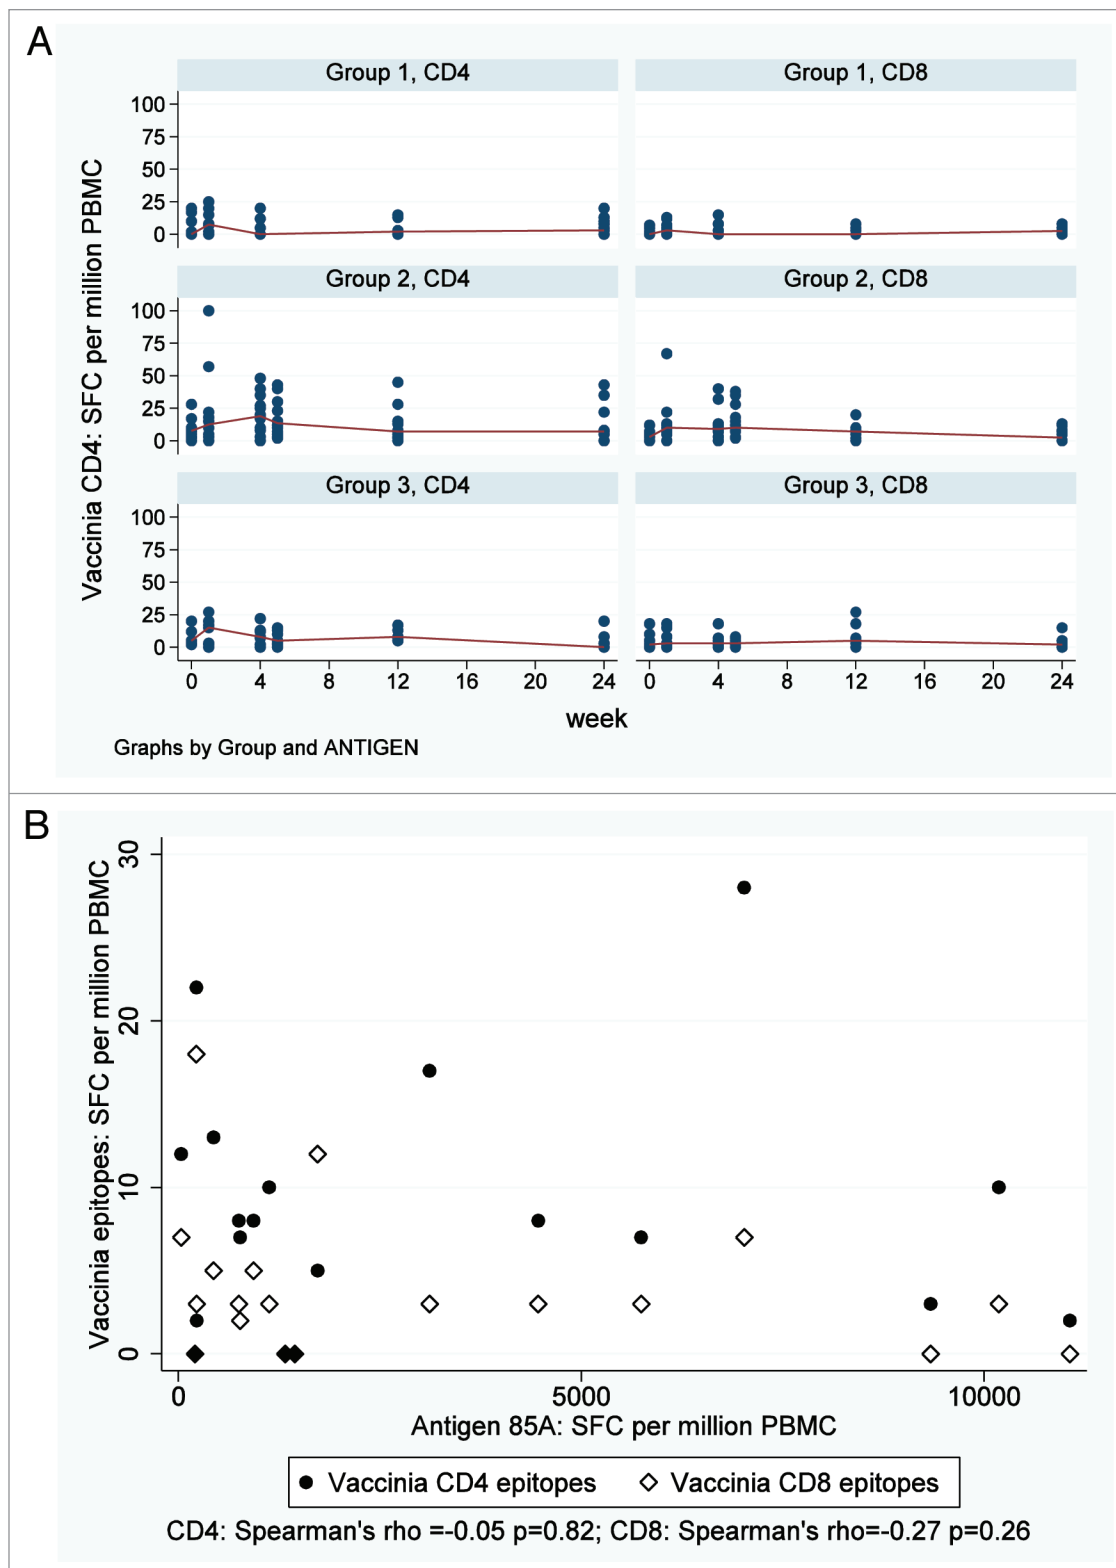 A
Group 1, CD4
Group 1, CD8
100
75
50
25
0
Group 2, CD4
Group 2, CD8
100
75
50
25
0
Group 3, CD4
Group 3, CD8
100
75
50
25
0
Vaccinia CD4: SFC per million PBMC
0 4 8 12 16 20 24
0 4 8 12 16 20 24
week
Graphs by Group and ANTIGEN
B
30
20
10
0
Vaccinia epitopes: SFC per million PBMC
0 5000 10000
Antigen 85A: SFC per million PBMC
Vaccinia CD4 epitopes
Vaccinia CD8 epitopes
CD4: Spearman's rho =-0.05 p=0.82; CD8: Spearman's rho=-0.27 p=0.26